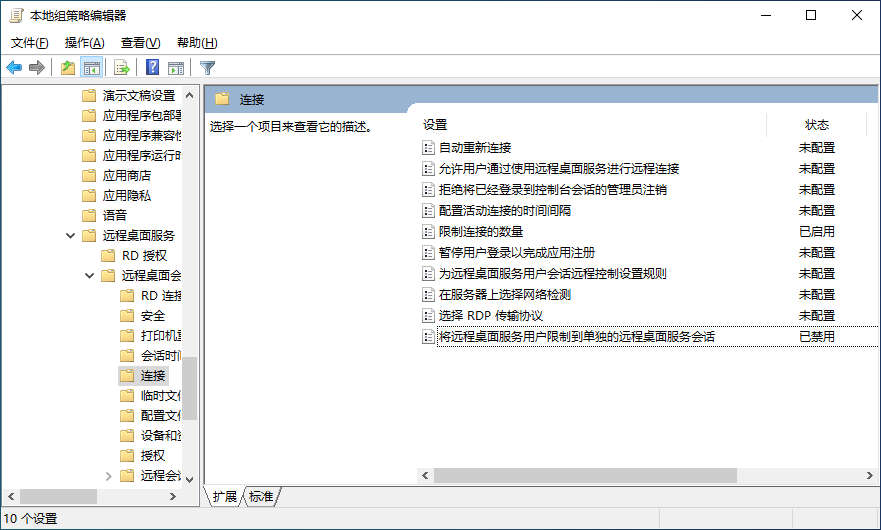 本地组策略编辑器
文件(F) 操作(A) 查看(V) 帮助(H)
演示文稿设置
应用程序包部署
应用程序兼容性
应用程序运行时
应用商店
应用隐私
语音
远程桌面服务
RD 授权
远程桌面会
RD 连接
安全
打印机重
会话时间
连接
临时文件
配置文件
设备和资
授权
远程会话
连接
选择一个项目来查看它的描述。
设置 状态
自动重新连接 未配置
允许用户通过使用远程桌面服务进行远程连接 未配置
拒绝将已经登录到控制台会话的管理员注销 未配置
配置活动连接的时间间隔 未配置
限制连接的数量 已启用
暂停用户登录以完成应用注册 未配置
为远程桌面服务用户会话远程控制设置规则 未配置
在服务器上选择网络检测 未配置
选择 RDP 传输协议 未配置
将远程桌面服务用户限制到单独的远程桌面服务会话 已禁用
扩展 标准
10 个设置